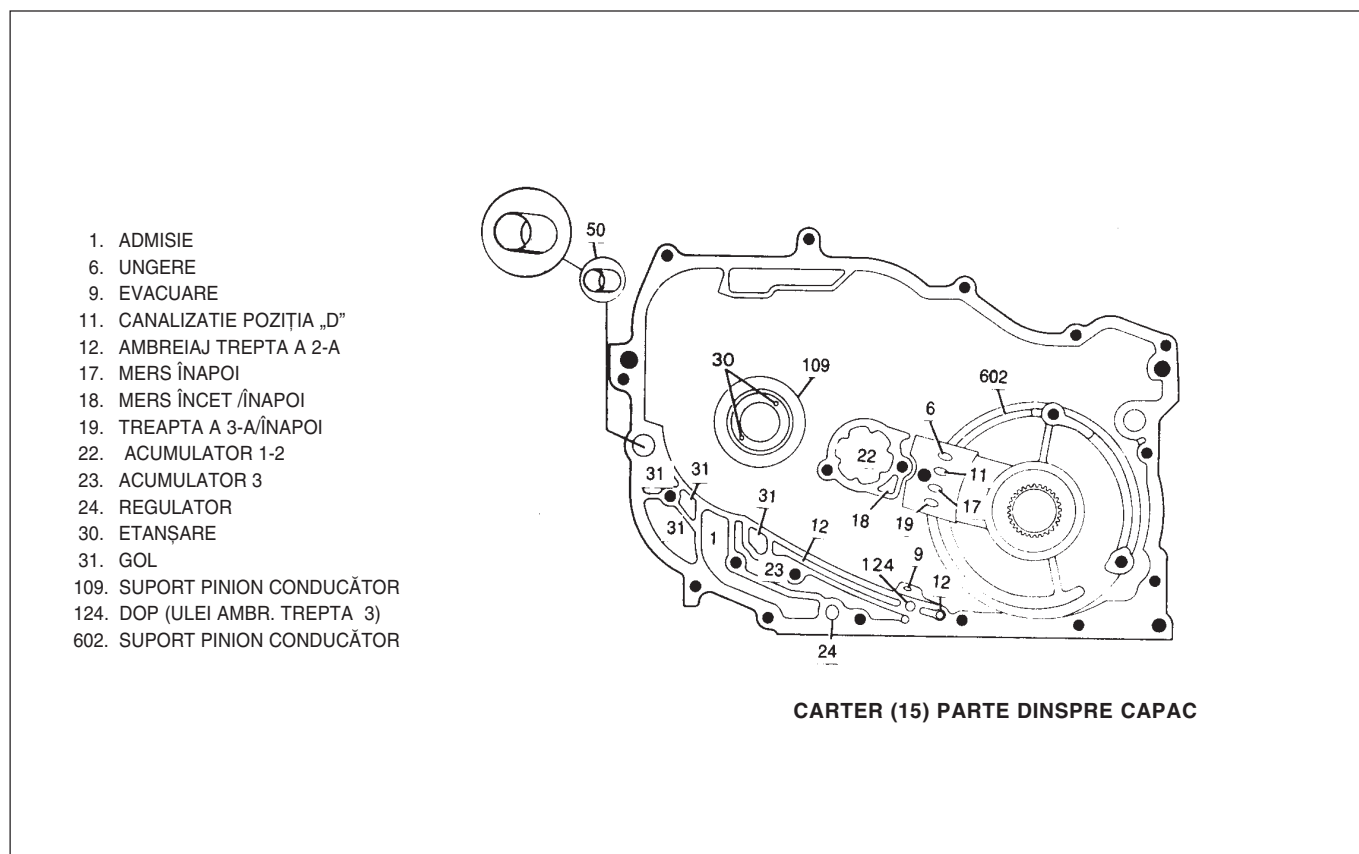 1. ADMISIE
6. UNGERE
9. EVACUARE
11. CANALIZATIE POZIȚIA „D”
12. AMBREIAJ TREPTA A 2-A
17. MERS ÎNAPOI
18. MERS ÎNCET /ÎNAPOI
19. TREAPTA A 3-A/ÎNAPOI
22. ACUMULATOR 1-2
23. ACUMULATOR 3
24. REGULATOR
30. ETANȘARE
31. GOL
109. SUPORT PINION CONDUCĂTOR
124. DOP (ULEI AMBR. TREPTA 3)
602. SUPORT PINION CONDUCĂTOR
50
30
109
602
6
22
11
31
31
17
31
18
19
31
1
12
23
124
9
12
24
CARTER (15) PARTE DINSPRE CAPAC